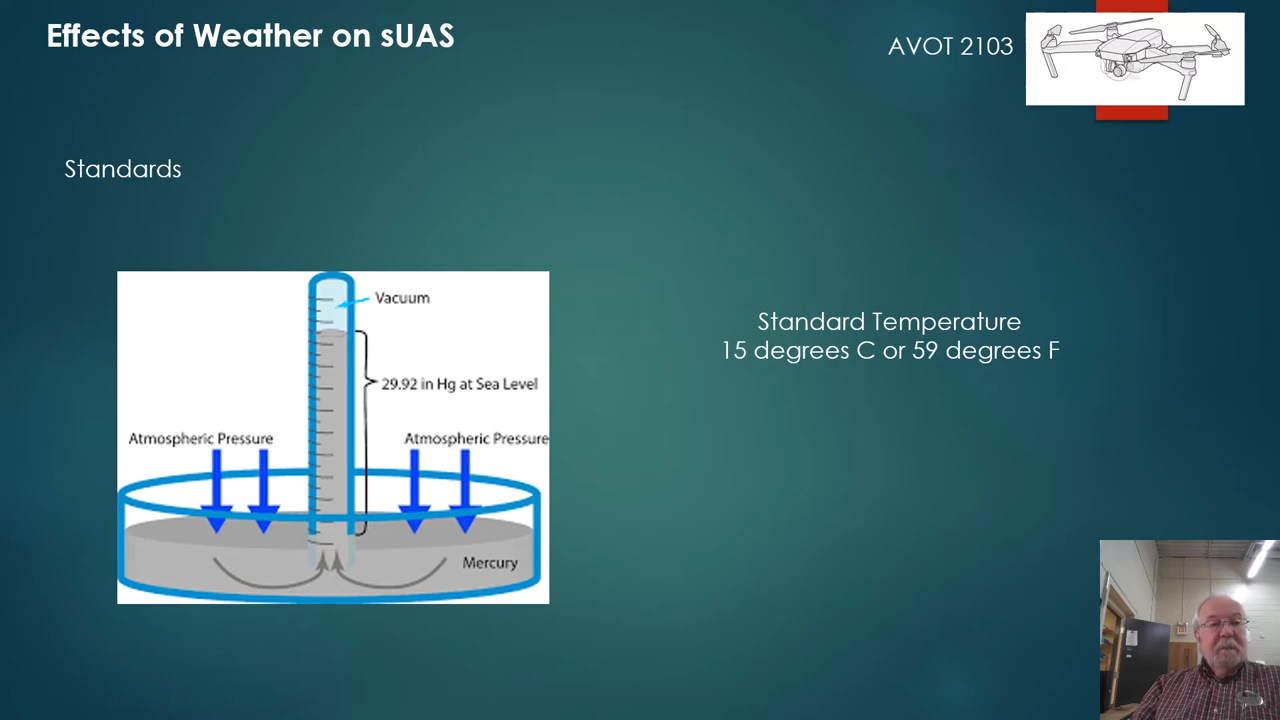 Effects of Weather on sUAS
AVOT 2103
Standards
Vacuum
29.92 in Hg at Sea Level
Atmospheric Pressure
Atmospheric Pressure
Mercury
Standard Temperature
15 degrees C or 59 degrees F